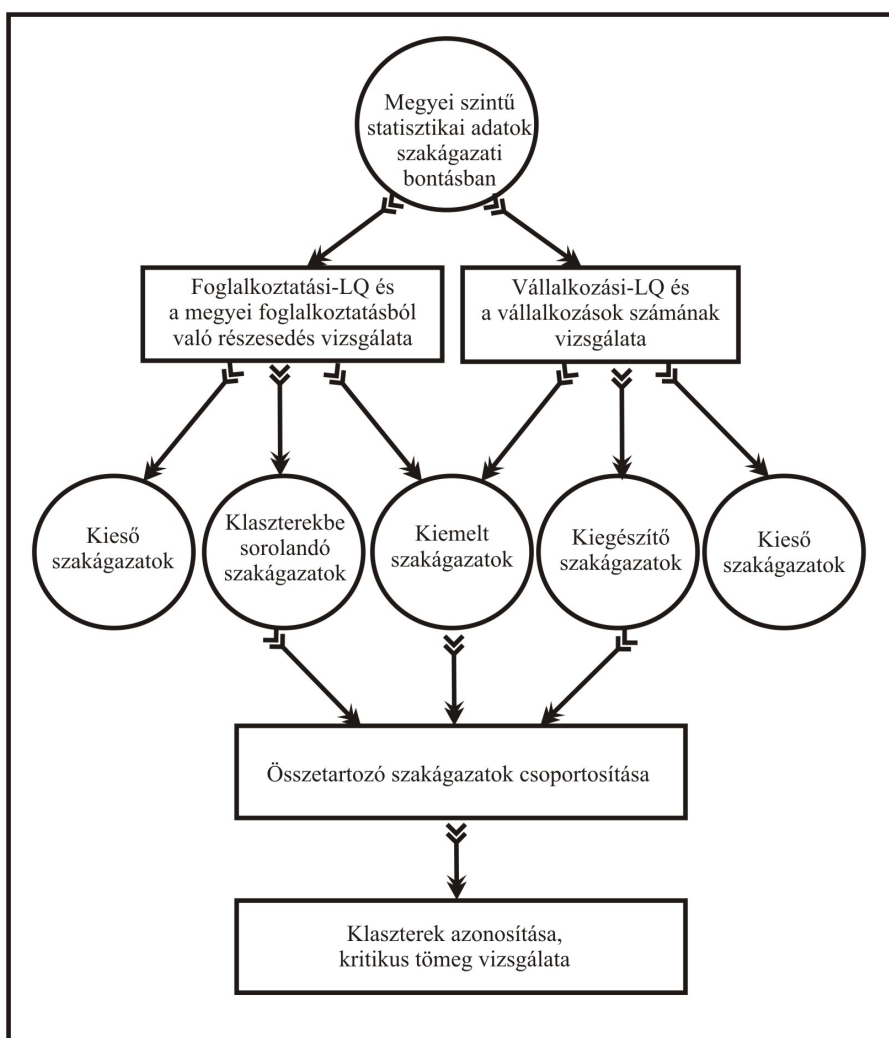 Megyei szintű
statisztikai adatok
szakágazati
bontásban
Foglalkoztatási-LQ és
a megyei foglalkoztatásból
való részesedés vizsgálata
Vállalkozási-LQ és
a vállalkozások számának
vizsgálata
Kieső
szakágazatok
Klaszterekbe
sorolandó
szakágazatok
Kiemelt
szakágazatok
Kiegészítő
szakágazatok
Kieső
szakágazatok
Összetartozó szakágazatok csoportosítása
Klaszterek azonosítása,
kritikus tömeg vizsgálata